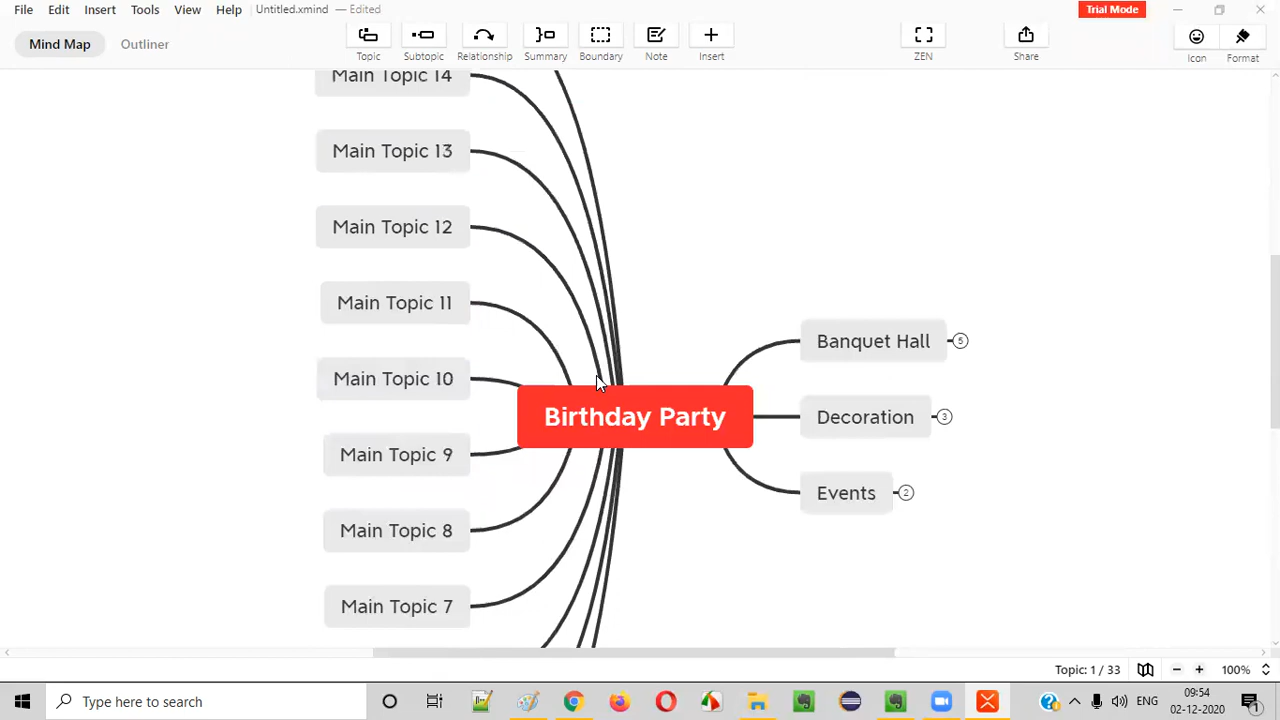 File Edit Insert Tools View Help Untitled.xmind — Edited Trial Mode
Mind Map Outliner
Topic Subtopic Relationship Summary Boundary Note Insert ZEN Share Icon Format
Main Topic 14
Main Topic 13
Main Topic 12
Main Topic 11
Main Topic 10
Main Topic 9
Main Topic 8
Main Topic 7
Birthday Party
Banquet Hall 5
Decoration 3
Events 2
Topic: 1 / 33 100%
Type here to search
ENG 09:54
02-12-2020 1